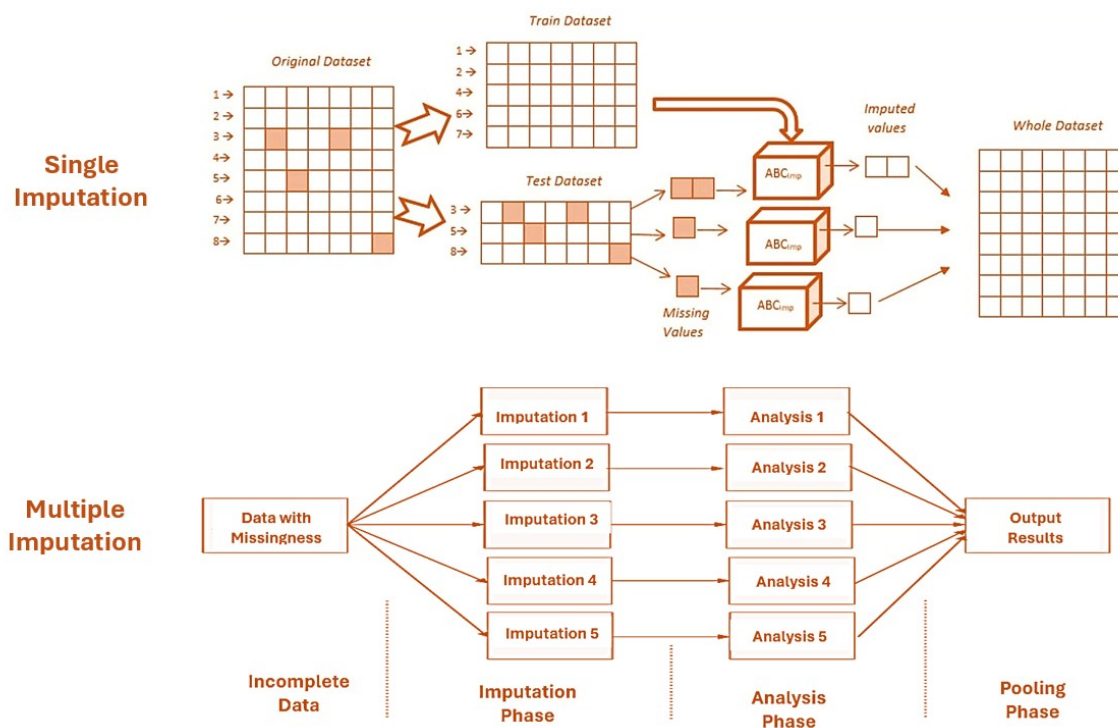 Single
Imputation
Original Dataset
1→
2→
3→
4→
5→
6→
7→
8→
Train Dataset
1→
2→
4→
6→
7→
Test Dataset
3→
5→
8→
Missing
Values
ABCimp
ABCimp
ABCimp
Imputed
values
Whole Dataset
Multiple
Imputation
Data with
Missingness
Imputation 1
Analysis 1
Imputation 2
Analysis 2
Imputation 3
Analysis 3
Imputation 4
Analysis 4
Imputation 5
Analysis 5
Output
Results
Incomplete
Data
Imputation
Phase
Analysis
Phase
Pooling
Phase